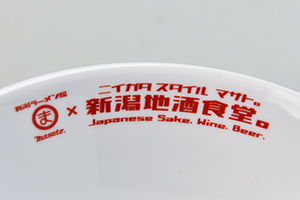 新潟ラーメン部
ま
masato.
×
ニイガタ スタイル マサト。
新潟地酒食堂。
Japanese Sake. Wine. Beer.